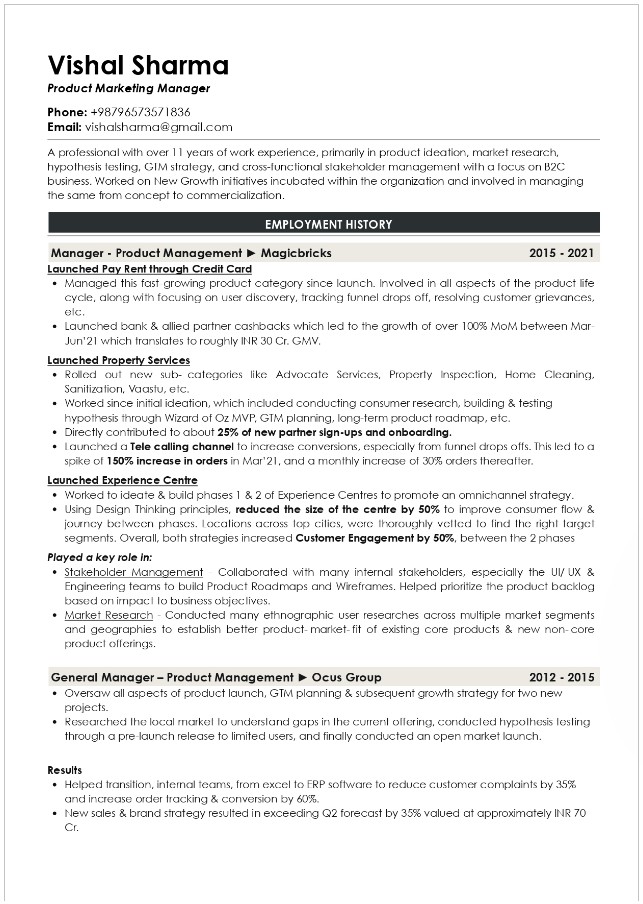 Vishal Sharma
Product Marketing Manager
Phone: +98796573571836
Email: vishalsharma@gmail.com
A professional with over 11 years of work experience, primarily in product ideation, market research,
hypothesis testing, GTM strategy, and cross-functional stakeholder management with a focus on B2C
business. Worked on New Growth initiatives incubated within the organization and involved in managing
the same from concept to commercialization.
EMPLOYMENT HISTORY
Manager - Product Management ► Magicbricks 2015 - 2021
Launched Pay Rent through Credit Card
• Managed this fast growing product category since launch. Involved in all aspects of the product life
cycle, along with focusing on user discovery, tracking funnel drops off, resolving customer grievances,
etc.
• Launched bank & allied partner cashbacks which led to the growth of over 100% MoM between Mar-
Jun'21 which translates to roughly INR 30 Cr. GMV.
Launched Property Services
• Rolled out new sub- categories like Advocate Services, Property Inspection, Home Cleaning,
Sanitization, Vaastu, etc.
• Worked since initial ideation, which included conducting consumer research, building & testing
hypothesis through Wizard of Oz MVP, GTM planning, long-term product roadmap, etc.
• Directly contributed to about 25% of new partner sign-ups and onboarding.
• Launched a Tele calling channel to increase conversions, especially from funnel drops offs. This led to a
spike of 150% increase in orders in Mar'21, and a monthly increase of 30% orders thereafter.
Launched Experience Centre
• Worked to ideate & build phases 1 & 2 of Experience Centres to promote an omnichannel strategy.
• Using Design Thinking principles, reduced the size of the centre by 50% to improve consumer flow &
journey between phases. Locations across top cities, were thoroughly vetted to find the right target
segments. Overall, both strategies increased Customer Engagement by 50%, between the 2 phases
Played a key role in:
• Stakeholder Management Collaborated with many internal stakeholders, especially the UI/ UX &
Engineering teams to build Product Roadmaps and Wireframes. Helped prioritize the product backlog
based on impact to business objectives.
• Market Research - Conducted many ethnographic user researches across multiple market segments
and geographies to establish better product- market- fit of existing core products & new non- core
product offerings.
General Manager – Product Management ► Ocus Group 2012 - 2015
• Oversaw all aspects of product launch, GTM planning & subsequent growth strategy for two new
projects.
• Researched the local market to understand gaps in the current offering, conducted hypothesis testing
through a pre-launch release to limited users, and finally conducted an open market launch.
Results
• Helped transition, internal teams, from excel to ERP software to reduce customer complaints by 35%
and increase order tracking & conversion by 60%.
• New sales & brand strategy resulted in exceeding Q2 forecast by 35% valued at approximately INR 70
Cr.